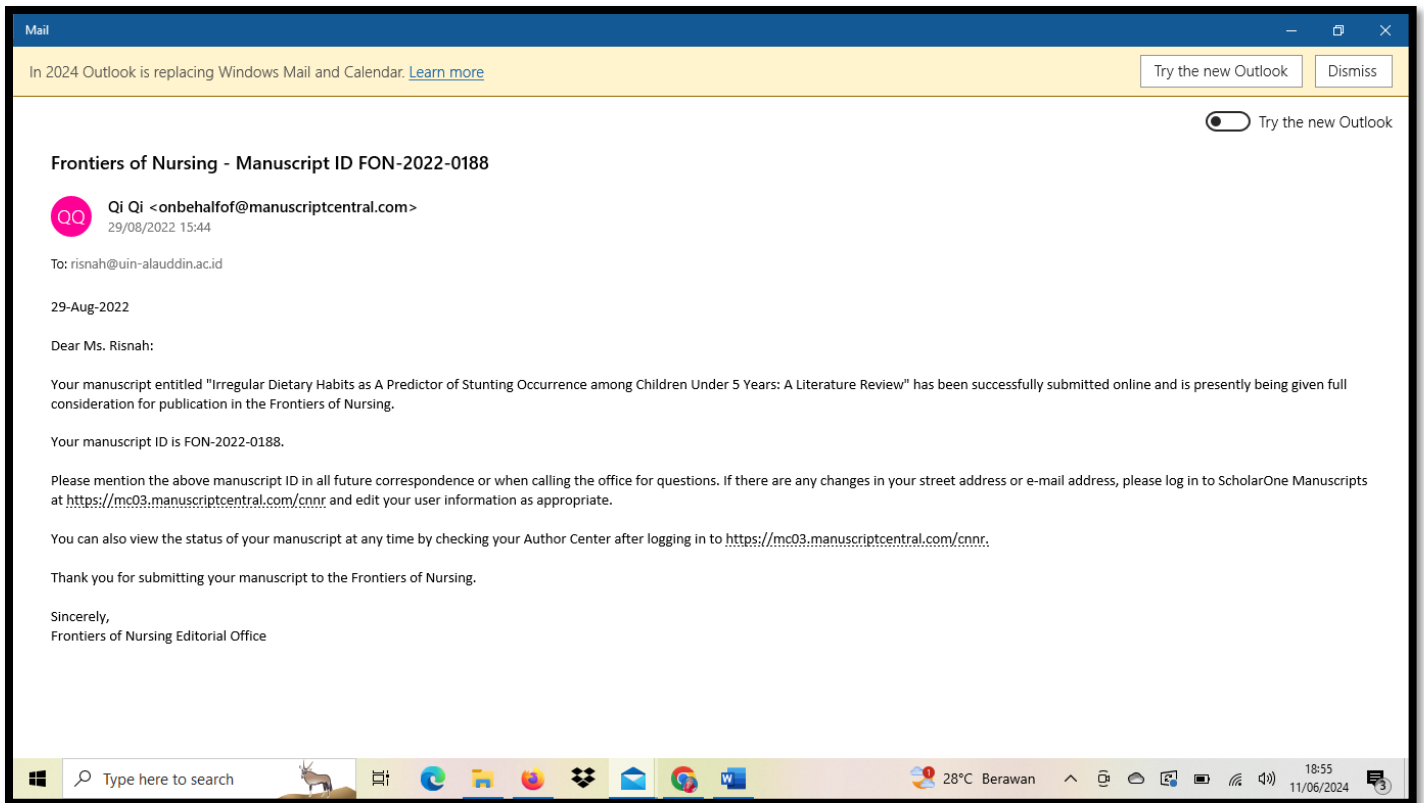 Mail
In 2024 Outlook is replacing Windows Mail and Calendar. Learn more
Try the new Outlook
Dismiss
Try the new Outlook
Frontiers of Nursing - Manuscript ID FON-2022-0188
QQ
Qi Qi <onbehalfof@manuscriptcentral.com>
29/08/2022 15:44
To: risnah@uin-alauddin.ac.id
29-Aug-2022
Dear Ms. Risnah:
Your manuscript entitled "Irregular Dietary Habits as A Predictor of Stunting Occurrence among Children Under 5 Years: A Literature Review" has been successfully submitted online and is presently being given full
consideration for publication in the Frontiers of Nursing.
Your manuscript ID is FON-2022-0188.
Please mention the above manuscript ID in all future correspondence or when calling the office for questions. If there are any changes in your street address or e-mail address, please log in to ScholarOne Manuscripts
at https://mc03.manuscriptcentral.com/cnnr and edit your user information as appropriate.
You can also view the status of your manuscript at any time by checking your Author Center after logging in to https://mc03.manuscriptcentral.com/cnnr.
Thank you for submitting your manuscript to the Frontiers of Nursing.
Sincerely,
Frontiers of Nursing Editorial Office
Type here to search
W
1
28°C Berawan
18:55
11/06/2024
3